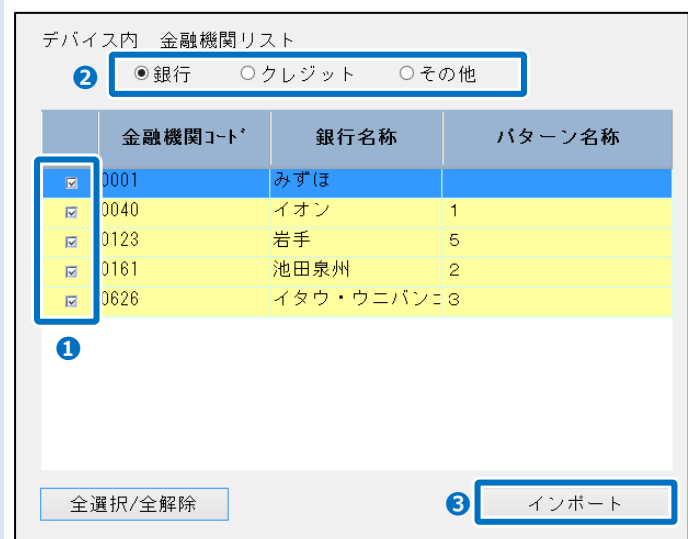 デバイス内　金融機関リスト
❷ 銀行 クレジット その他
金融機関ｺｰﾄﾞ 銀行名称 パターン名称
0001 みずほ
0040 イオン 1
0123 岩手 5
0161 池田泉州 2
0626 イタウ・ウニバンコ 3
❶
全選択/全解除 ❸ インポート